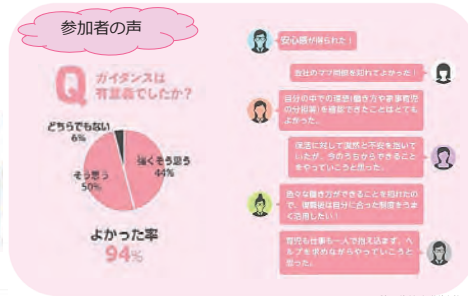 参加者の声
Q ガイダンスは
有意義でしたか？
どちらでもない
6%
強くそう思う
44%
そう思う
50%
よかった率
94%
安心感が得られた！
当社のママ時間を知れてよかった！
自分の中での理想(働き方や家事育児
の分担等)を確認できたことはとても
よかった。
保活に対して漠然と不安を抱いて
いたが、今のうちからできること
をやっていこうと思った。
色々な働き方ができることを知れたの
で、復職後は自分に合った制度をうま
く活用したい！
育児も仕事も一人で抱え込まず、ヘ
ルプを求めながらやっていこうと
思った。